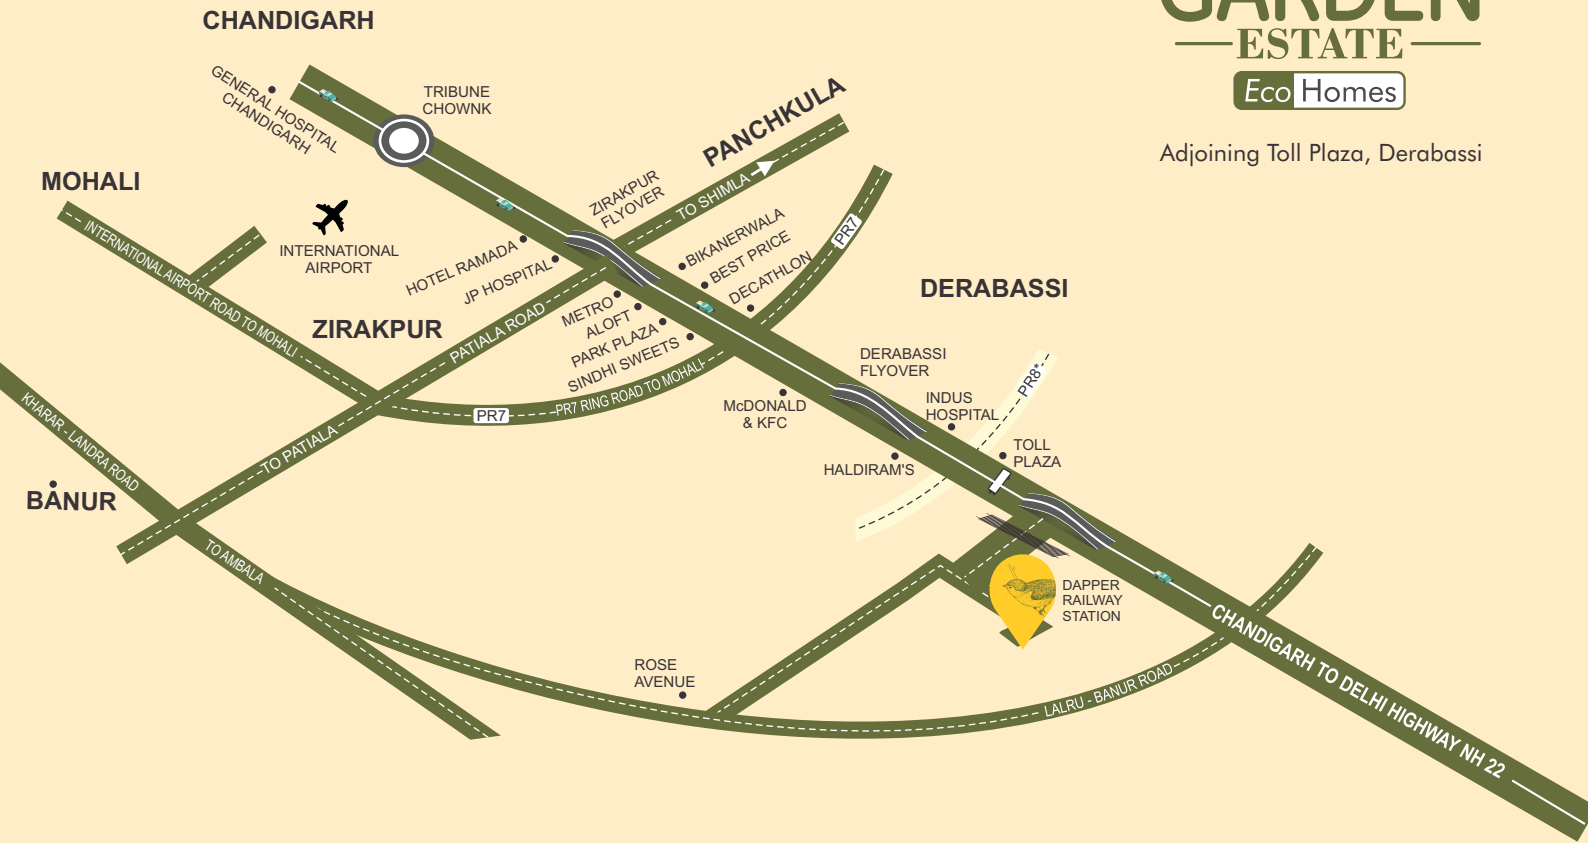 CHANDIGARH
GARDEN
ESTATE
Eco Homes
Adjoining Toll Plaza, Derabassi
GENERAL HOSPITAL
CHANDIGARH
TRIBUNE
CHOWNK
PANCHKULA
TO SHIMLA
ZIRAKPUR
FLYOVER
MOHALI
INTERNATIONAL AIRPORT ROAD TO MOHALI
INTERNATIONAL
AIRPORT
HOTEL RAMADA
JP HOSPITAL
BIKANERWALA
BEST PRICE
DECATHLON
PR7
DERABASSI
ZIRAKPUR
PATIALA ROAD
METRO
ALOFT
PARK PLAZA
SINDHI SWEETS
PR7 RING ROAD TO MOHALI
PR7
McDONALD
& KFC
DERABASSI
FLYOVER
INDUS
HOSPITAL
PR8*
HALDIRAM'S
TOLL
PLAZA
KHARAR - LANDRA ROAD
TO PATIALA
BANUR
TO AMBALA
DAPPER
RAILWAY
STATION
ROSE
AVENUE
LALRU - BANUR ROAD
CHANDIGARH TO DELHI HIGHWAY NH 22